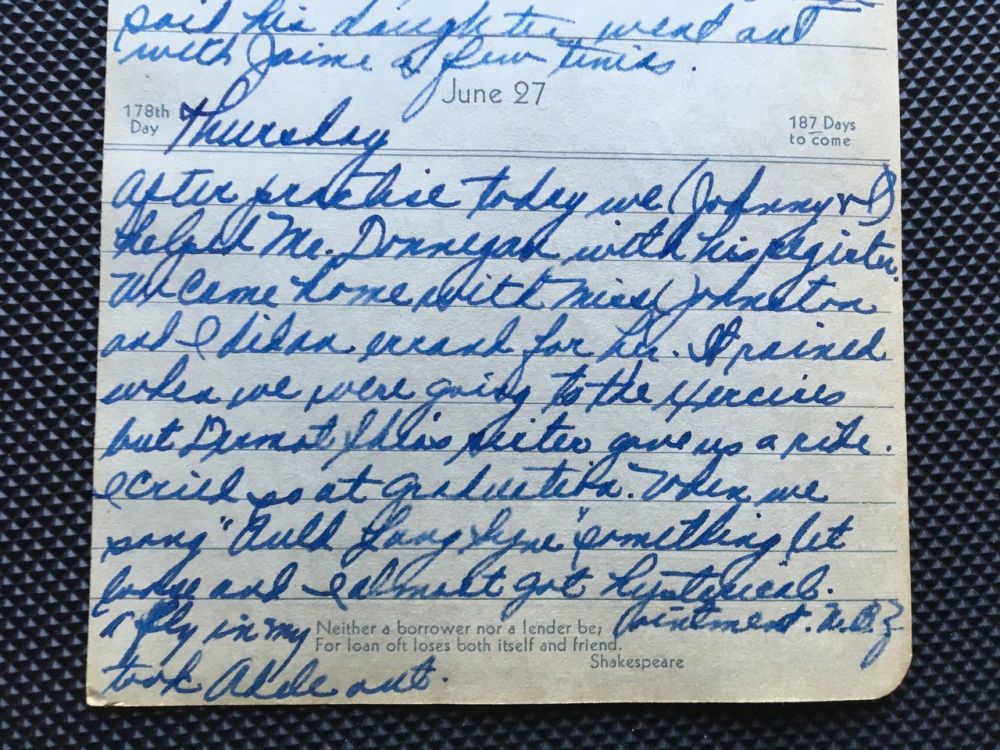 said his daughter went out
with Jaime a few times.
June 27
178th
Day
Thursday
187 Days
to come
After practise today we (Johnny & I)
helped Mr. Donnegan with his register.
We came home with Miss Johnston
and I did an errand for her. It rained
when we were going to the exercises
but Dermot & his sister gave us a ride.
I cried so at graduation. When we
sang "Auld Lang Syne" something let
loose and I almost got hysterical.
A fly in my ointment.
Neither a borrower nor a lender be;
For loan oft loses both itself and friend.
Shakespeare
took Adele out.